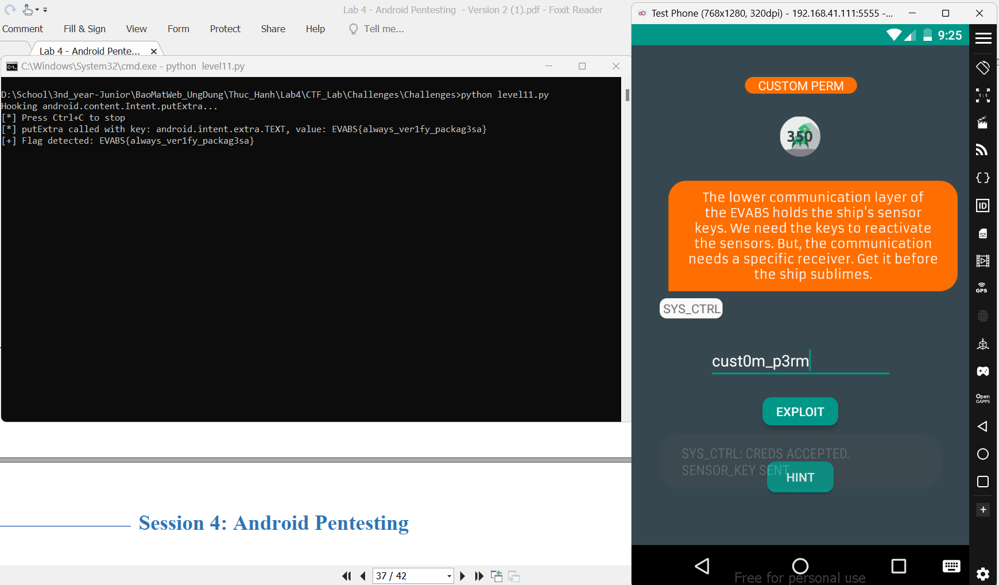 Lab 4 - Android Pentesting - Version 2 (1).pdf - Foxit Reader
Comment Fill & Sign View Form Protect Share Help Tell me...
Lab 4 - Android Pente...
C:\Windows\System32\cmd.exe - python level11.py
D:\School\3nd_year-Junior\BaoMatWeb_UngDung\Thuc_Hanh\Lab4\CTF_Lab\Challenges\Challenges>python level11.py
Hooking android.content.Intent.putExtra...
[*] Press Ctrl+C to stop
[*] putExtra called with key: android.intent.extra.TEXT, value: EVABS{always_ver1fy_packag3sa}
[+] Flag detected: EVABS{always_ver1fy_packag3sa}
Session 4: Android Pentesting
37 / 42
Test Phone (768x1280, 320dpi) - 192.168.41.111:5555 -...
9:25
CUSTOM PERM
350
The lower communication layer of
the EVABS holds the ship's sensor
keys. We need the keys to reactivate
the sensors. But, the communication
needs a specific receiver. Get it before
the ship sublimes.
SYS_CTRL
cust0m_p3rm
EXPLOIT
SYS_CTRL: CREDS ACCEPTED.
SENSOR_KEY SENT
HINT
Free for personal use
1:1
ID
GPS
Open
GAPPS